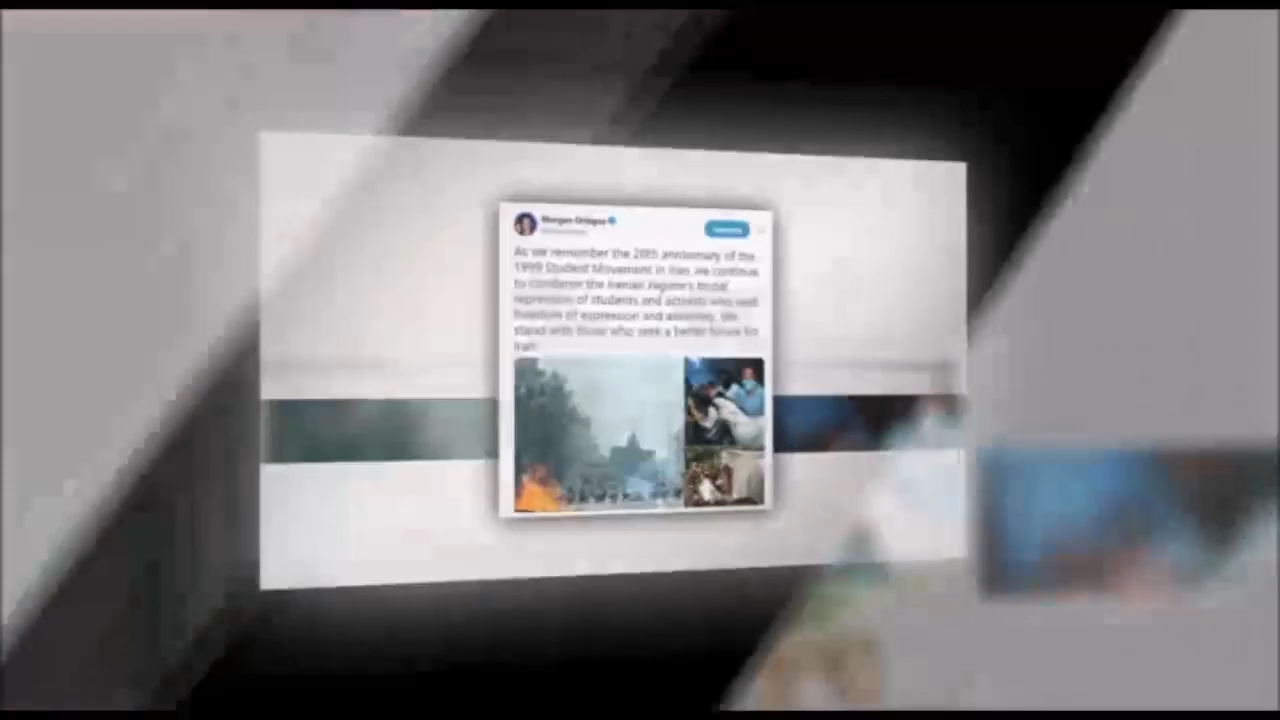 Morgan Ortagus
As we remember the 20th anniversary of the
1999 Student Movement in Iran, we continue
to condemn the Iranian Regime's brutal
repression of students and activists who seek
freedom of expression and assembly. We
stand with those who seek a better future for
Iran.